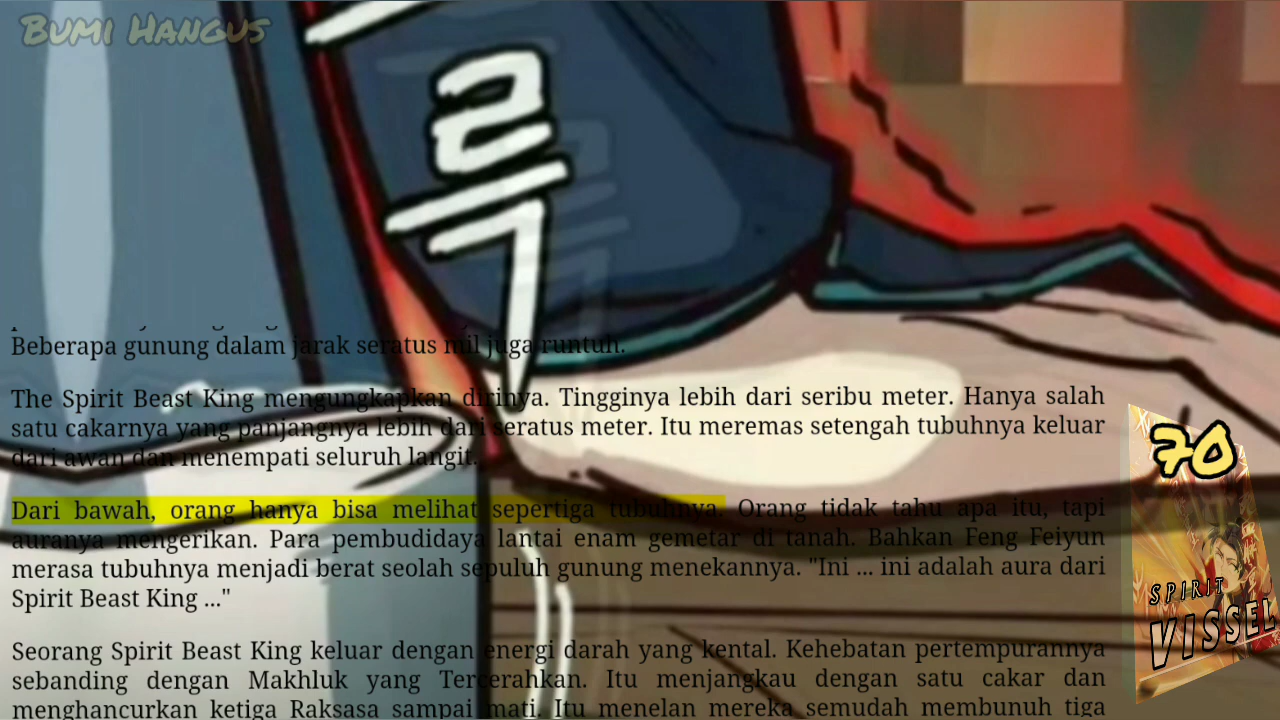 BUMI HANGUS
륵
Beberapa gunung dalam jarak seratus mil juga runtuh.
The Spirit Beast King mengungkapkan dirinya. Tingginya lebih dari seribu meter. Hanya salah
satu cakarnya yang panjangnya lebih dari seratus meter. Itu meremas setengah tubuhnya keluar
dari awan dan menempati seluruh langit.
Dari bawah, orang hanya bisa melihat sepertiga tubuhnya. Orang tidak tahu apa itu, tapi
auranya mengerikan. Para pembudidaya lantai enam gemetar di tanah. Bahkan Feng Feiyun
merasa tubuhnya menjadi berat seolah sepuluh gunung menekannya. "Ini ... ini adalah aura dari
Spirit Beast King ..."
Seorang Spirit Beast King keluar dengan energi darah yang kental. Kehebatan pertempurannya
sebanding dengan Makhluk yang Tercerahkan. Itu menjangkau dengan satu cakar dan
menghancurkan ketiga Raksasa sampai mati. Itu menelan mereka semudah membunuh tiga
70
SPIRIT
VISSEL